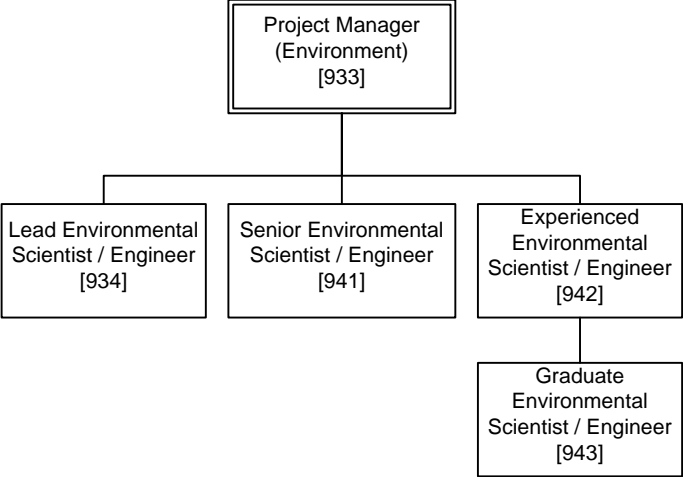 Project Manager
(Environment)
[933]
Lead Environmental
Scientist / Engineer
[934]
Senior Environmental
Scientist / Engineer
[941]
Experienced
Environmental
Scientist / Engineer
[942]
Graduate
Environmental
Scientist / Engineer
[943]